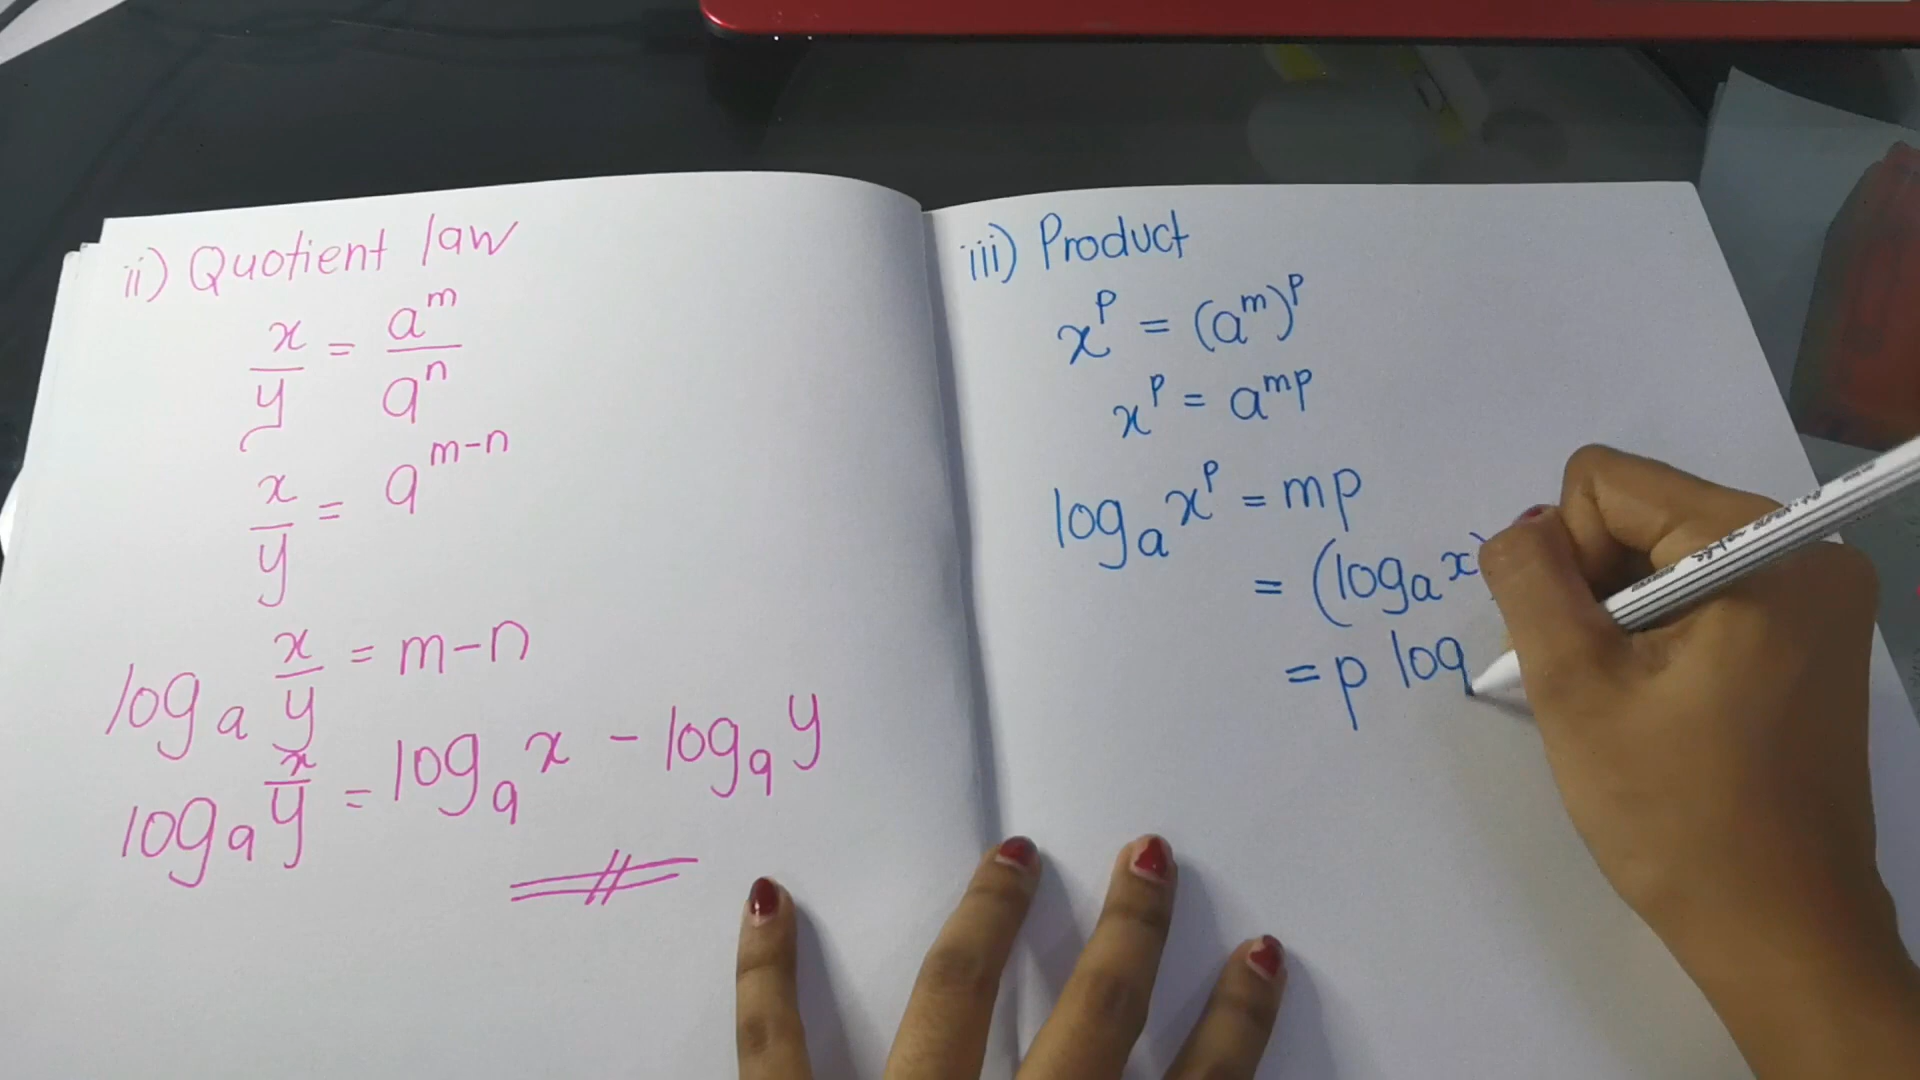 ii) Quotient law
x/y = a^m/a^n
x/y = a^(m-n)
log_a x/y = m-n
log_a x/y = log_a x - log_a y
iii) Product
x^p = (a^m)^p
x^p = a^mp
log_a x^p = mp
= (log_a x)
= p log